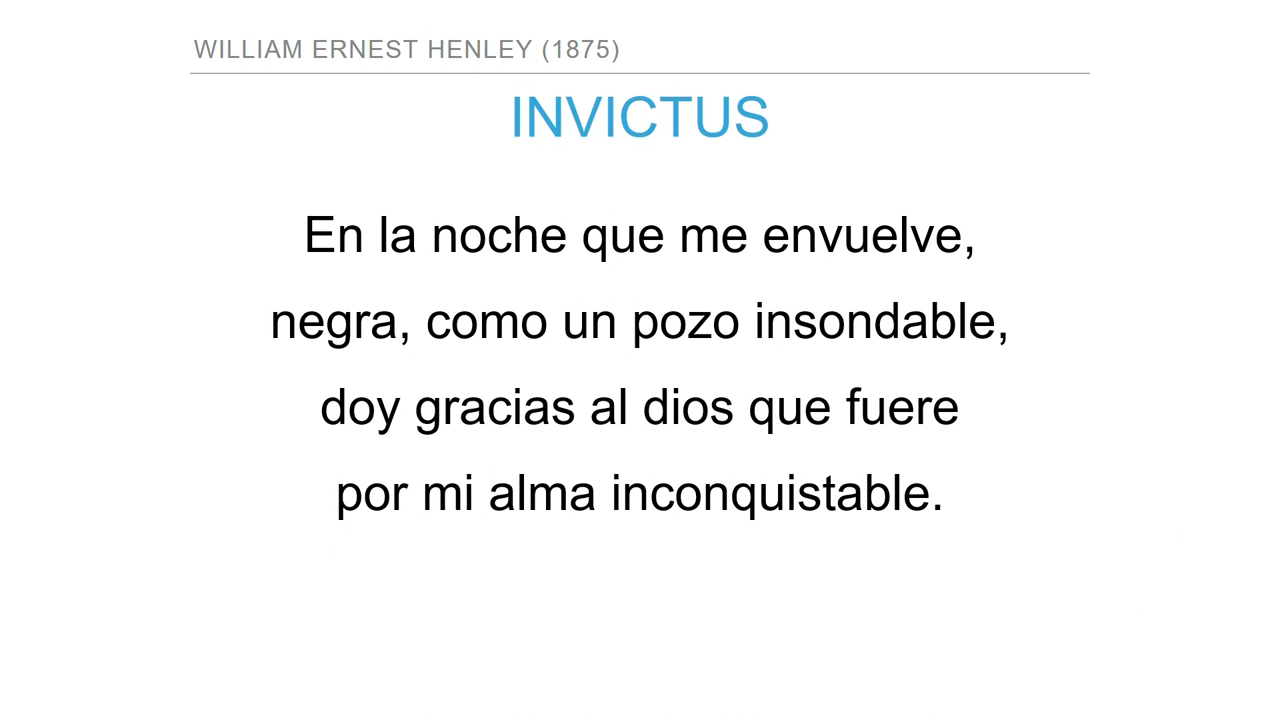 WILLIAM ERNEST HENLEY (1875)
INVICTUS
En la noche que me envuelve,
negra, como un pozo insondable,
doy gracias al dios que fuere
por mi alma inconquistable.